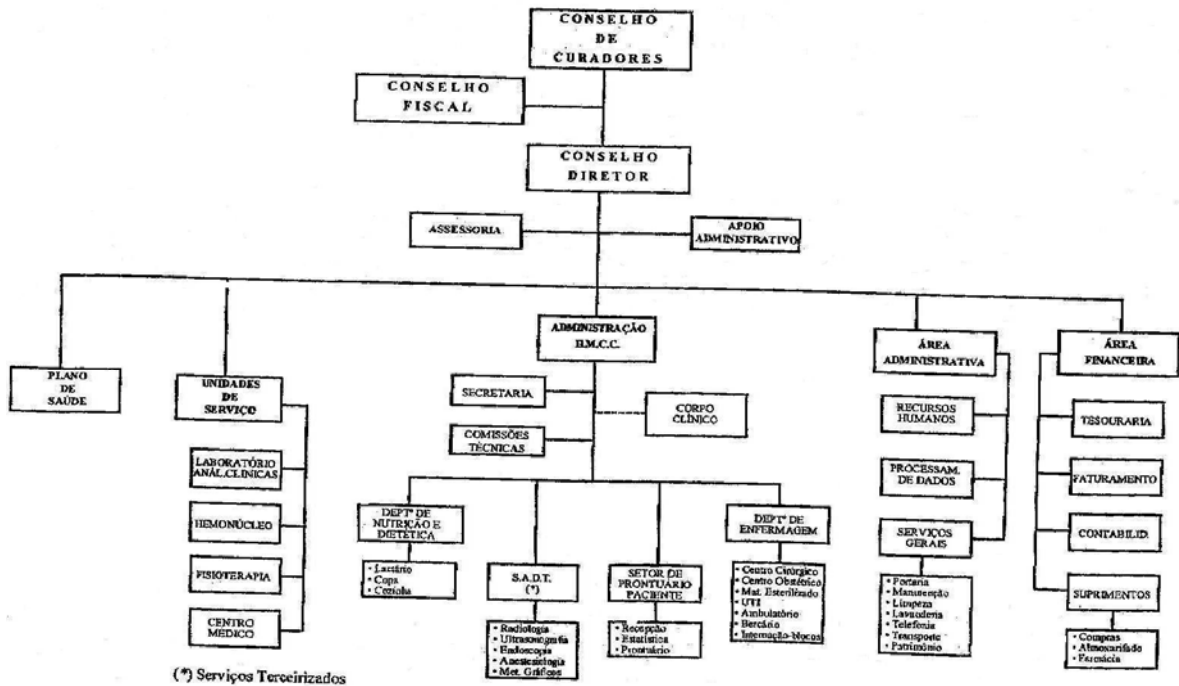 CONSELHO
DE
CURADORES
CONSELHO
FISCAL
CONSELHO
DIRETOR
ASSESSORIA
APOIO
ADMINISTRATIVO
PLANO
DE
SAÚDE
UNIDADES
DE
SERVIÇO
LABORATÓRIO
ANÁL.CLINICAS
HEMONÚCLEO
FISIOTERAPIA
CENTRO
MÉDICO
ADMINISTRAÇÃO
H.M.C.C.
SECRETARIA
CORPO
CLÍNICO
COMISSÕES
TÉCNICAS
DEPTº DE
NUTRIÇÃO E
DIETÉTICA
• Lactário
• Copa
• Cozinha
S.A.D.T.
(*)
• Radiologia
• Ultrasonografia
• Endoscopia
• Anestesiologia
• Met. Gráficos
SETOR DE
PRONTUÁRIO
PACIENTE
• Recepção
• Estatística
• Prontuário
DEPTº DE
ENFERMAGEM
• Centro Cirúrgico
• Centro Obstétrico
• Mat. Esterilizado
• UTI
• Ambulatório
• Berçário
• Internação-blocos
ÁREA
ADMINISTRATIVA
RECURSOS
HUMANOS
PROCESSAM.
DE DADOS
SERVIÇOS
GERAIS
• Portaria
• Manutenção
• Limpeza
• Lavanderia
• Telefonia
• Transporte
• Patrimônio
ÁREA
FINANCEIRA
TESOURARIA
FATURAMENTO
CONTABILID.
SUPRIMENTOS
• Compras
• Almoxarifado
• Farmácia
(*) Serviços Terceirizados